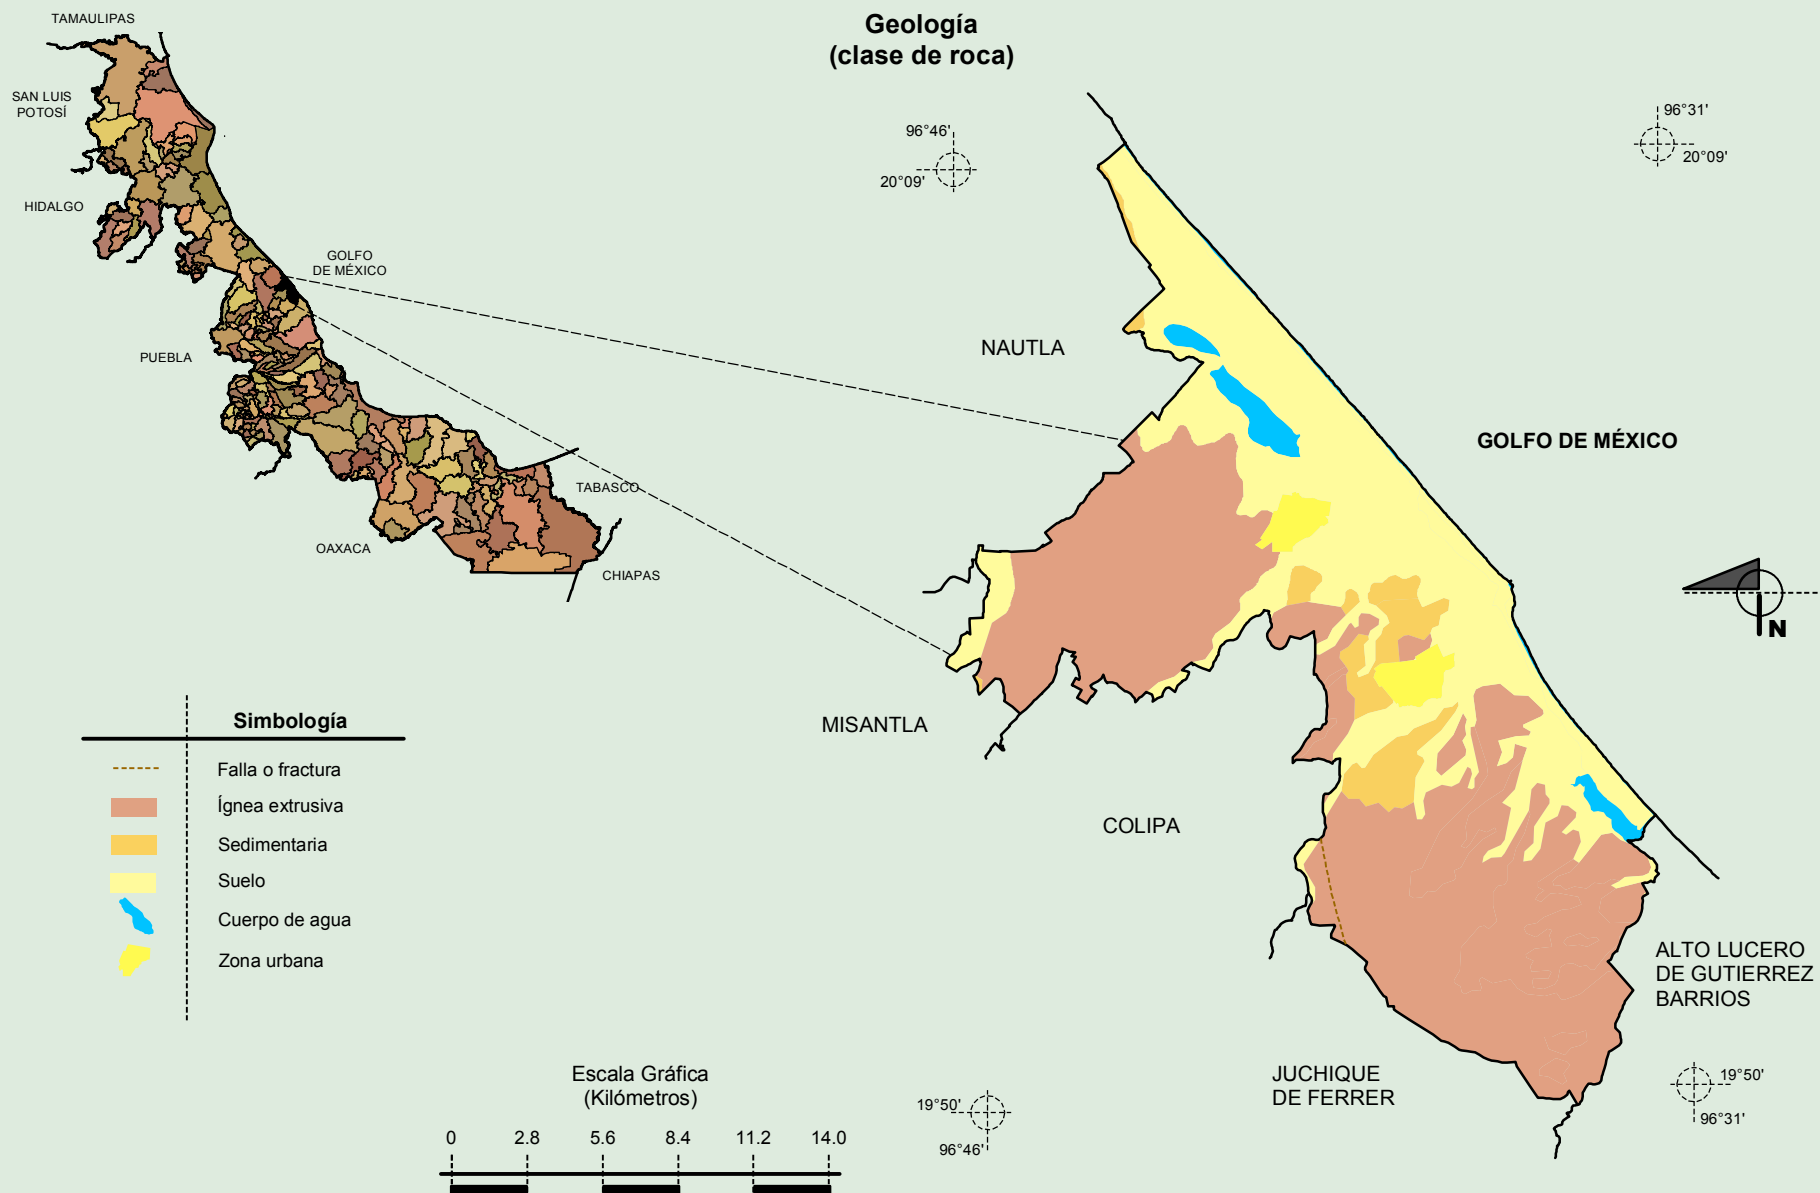 Geología
(clase de roca)
TAMAULIPAS
SAN LUIS
POTOSÍ
HIDALGO
GOLFO
DE MÉXICO
PUEBLA
TABASCO
OAXACA
CHIAPAS
96°46'
20°09'
96°31'
20°09'
NAUTLA
GOLFO DE MÉXICO
N
MISANTLA
COLIPA
ALTO LUCERO
DE GUTIERREZ
BARRIOS
JUCHIQUE
DE FERRER
19°50'
96°46'
19°50'
96°31'
Simbología
Falla o fractura
Ígnea extrusiva
Sedimentaria
Suelo
Cuerpo de agua
Zona urbana
Escala Gráfica
(Kilómetros)
0 2.8 5.6 8.4 11.2 14.0